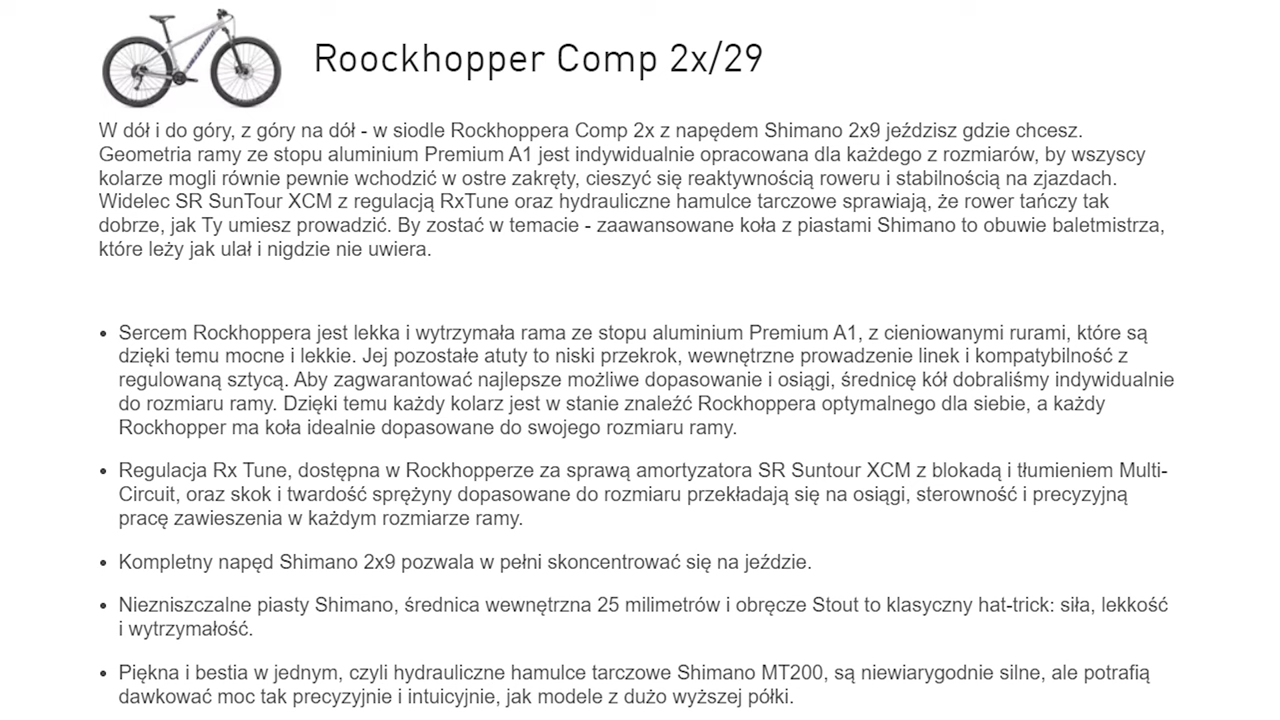 Roockhopper Comp 2x/29
W dół i do góry, z góry na dół - w siodle Rockhoppera Comp 2x z napędem Shimano 2x9 jeździsz gdzie chcesz.
Geometria ramy ze stopu aluminium Premium A1 jest indywidualnie opracowana dla każdego z rozmiarów, by wszyscy
kolarze mogli równie pewnie wchodzić w ostre zakręty, cieszyć się reaktywnością roweru i stabilnością na zjazdach.
Widelec SR SunTour XCM z regulacją RxTune oraz hydrauliczne hamulce tarczowe sprawiają, że rower tańczy tak
dobrze, jak Ty umiesz prowadzić. By zostać w temacie - zaawansowane koła z piastami Shimano to obuwie baletmistrza,
które leży jak ulał i nigdzie nie uwiera.
• Sercem Rockhoppera jest lekka i wytrzymała rama ze stopu aluminium Premium A1, z cieniowanymi rurami, które są
dzięki temu mocne i lekkie. Jej pozostałe atuty to niski przekrok, wewnętrzne prowadzenie linek i kompatybilność z
regulowaną sztycą. Aby zagwarantować najlepsze możliwe dopasowanie i osiągi, średnicę kół dobraliśmy indywidualnie
do rozmiaru ramy. Dzięki temu każdy kolarz jest w stanie znaleźć Rockhoppera optymalnego dla siebie, a każdy
Rockhopper ma koła idealnie dopasowane do swojego rozmiaru ramy.
• Regulacja Rx Tune, dostępna w Rockhopperze za sprawą amortyzatora SR Suntour XCM z blokadą i tłumieniem Multi-
Circuit, oraz skok i twardość sprężyny dopasowane do rozmiaru przekładają się na osiągi, sterowność i precyzyjną
pracę zawieszenia w każdym rozmiarze ramy.
• Kompletny napęd Shimano 2x9 pozwala w pełni skoncentrować się na jeździe.
• Niezniszczalne piasty Shimano, średnica wewnętrzna 25 milimetrów i obręcze Stout to klasyczny hat-trick: siła, lekkość
i wytrzymałość.
• Piękna i bestia w jednym, czyli hydrauliczne hamulce tarczowe Shimano MT200, są niewiarygodnie silne, ale potrafią
dawkować moc tak precyzyjnie i intuicyjnie, jak modele z dużo wyższej półki.